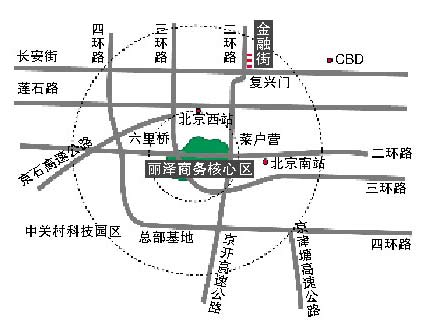 四环路
三环路
二环路
金融街
长安街
CBD
复兴门
莲石路
北京西站
六里桥
菜户营
京石高速公路
二环路
北京南站
丽泽商务核心区
三环路
中关村科技园区
总部基地
京开高速公路
京津塘高速公路
四环路